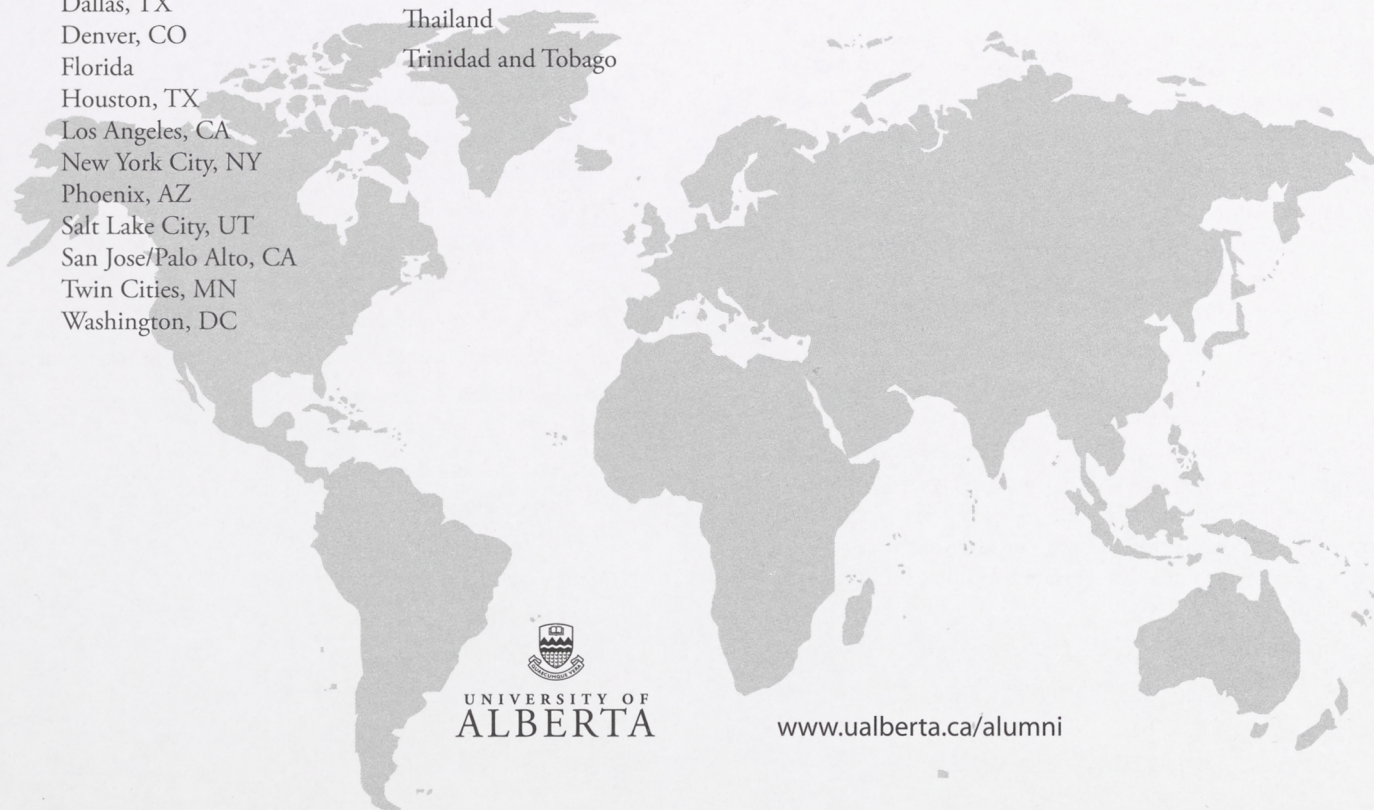 Dallas, TX
Denver, CO
Florida
Houston, TX
Los Angeles, CA
New York City, NY
Phoenix, AZ
Salt Lake City, UT
San Jose/Palo Alto, CA
Twin Cities, MN
Washington, DC
Thailand
Trinidad and Tobago
QUAECUMQUE VERA
UNIVERSITY OF
ALBERTA
www.ualberta.ca/alumni